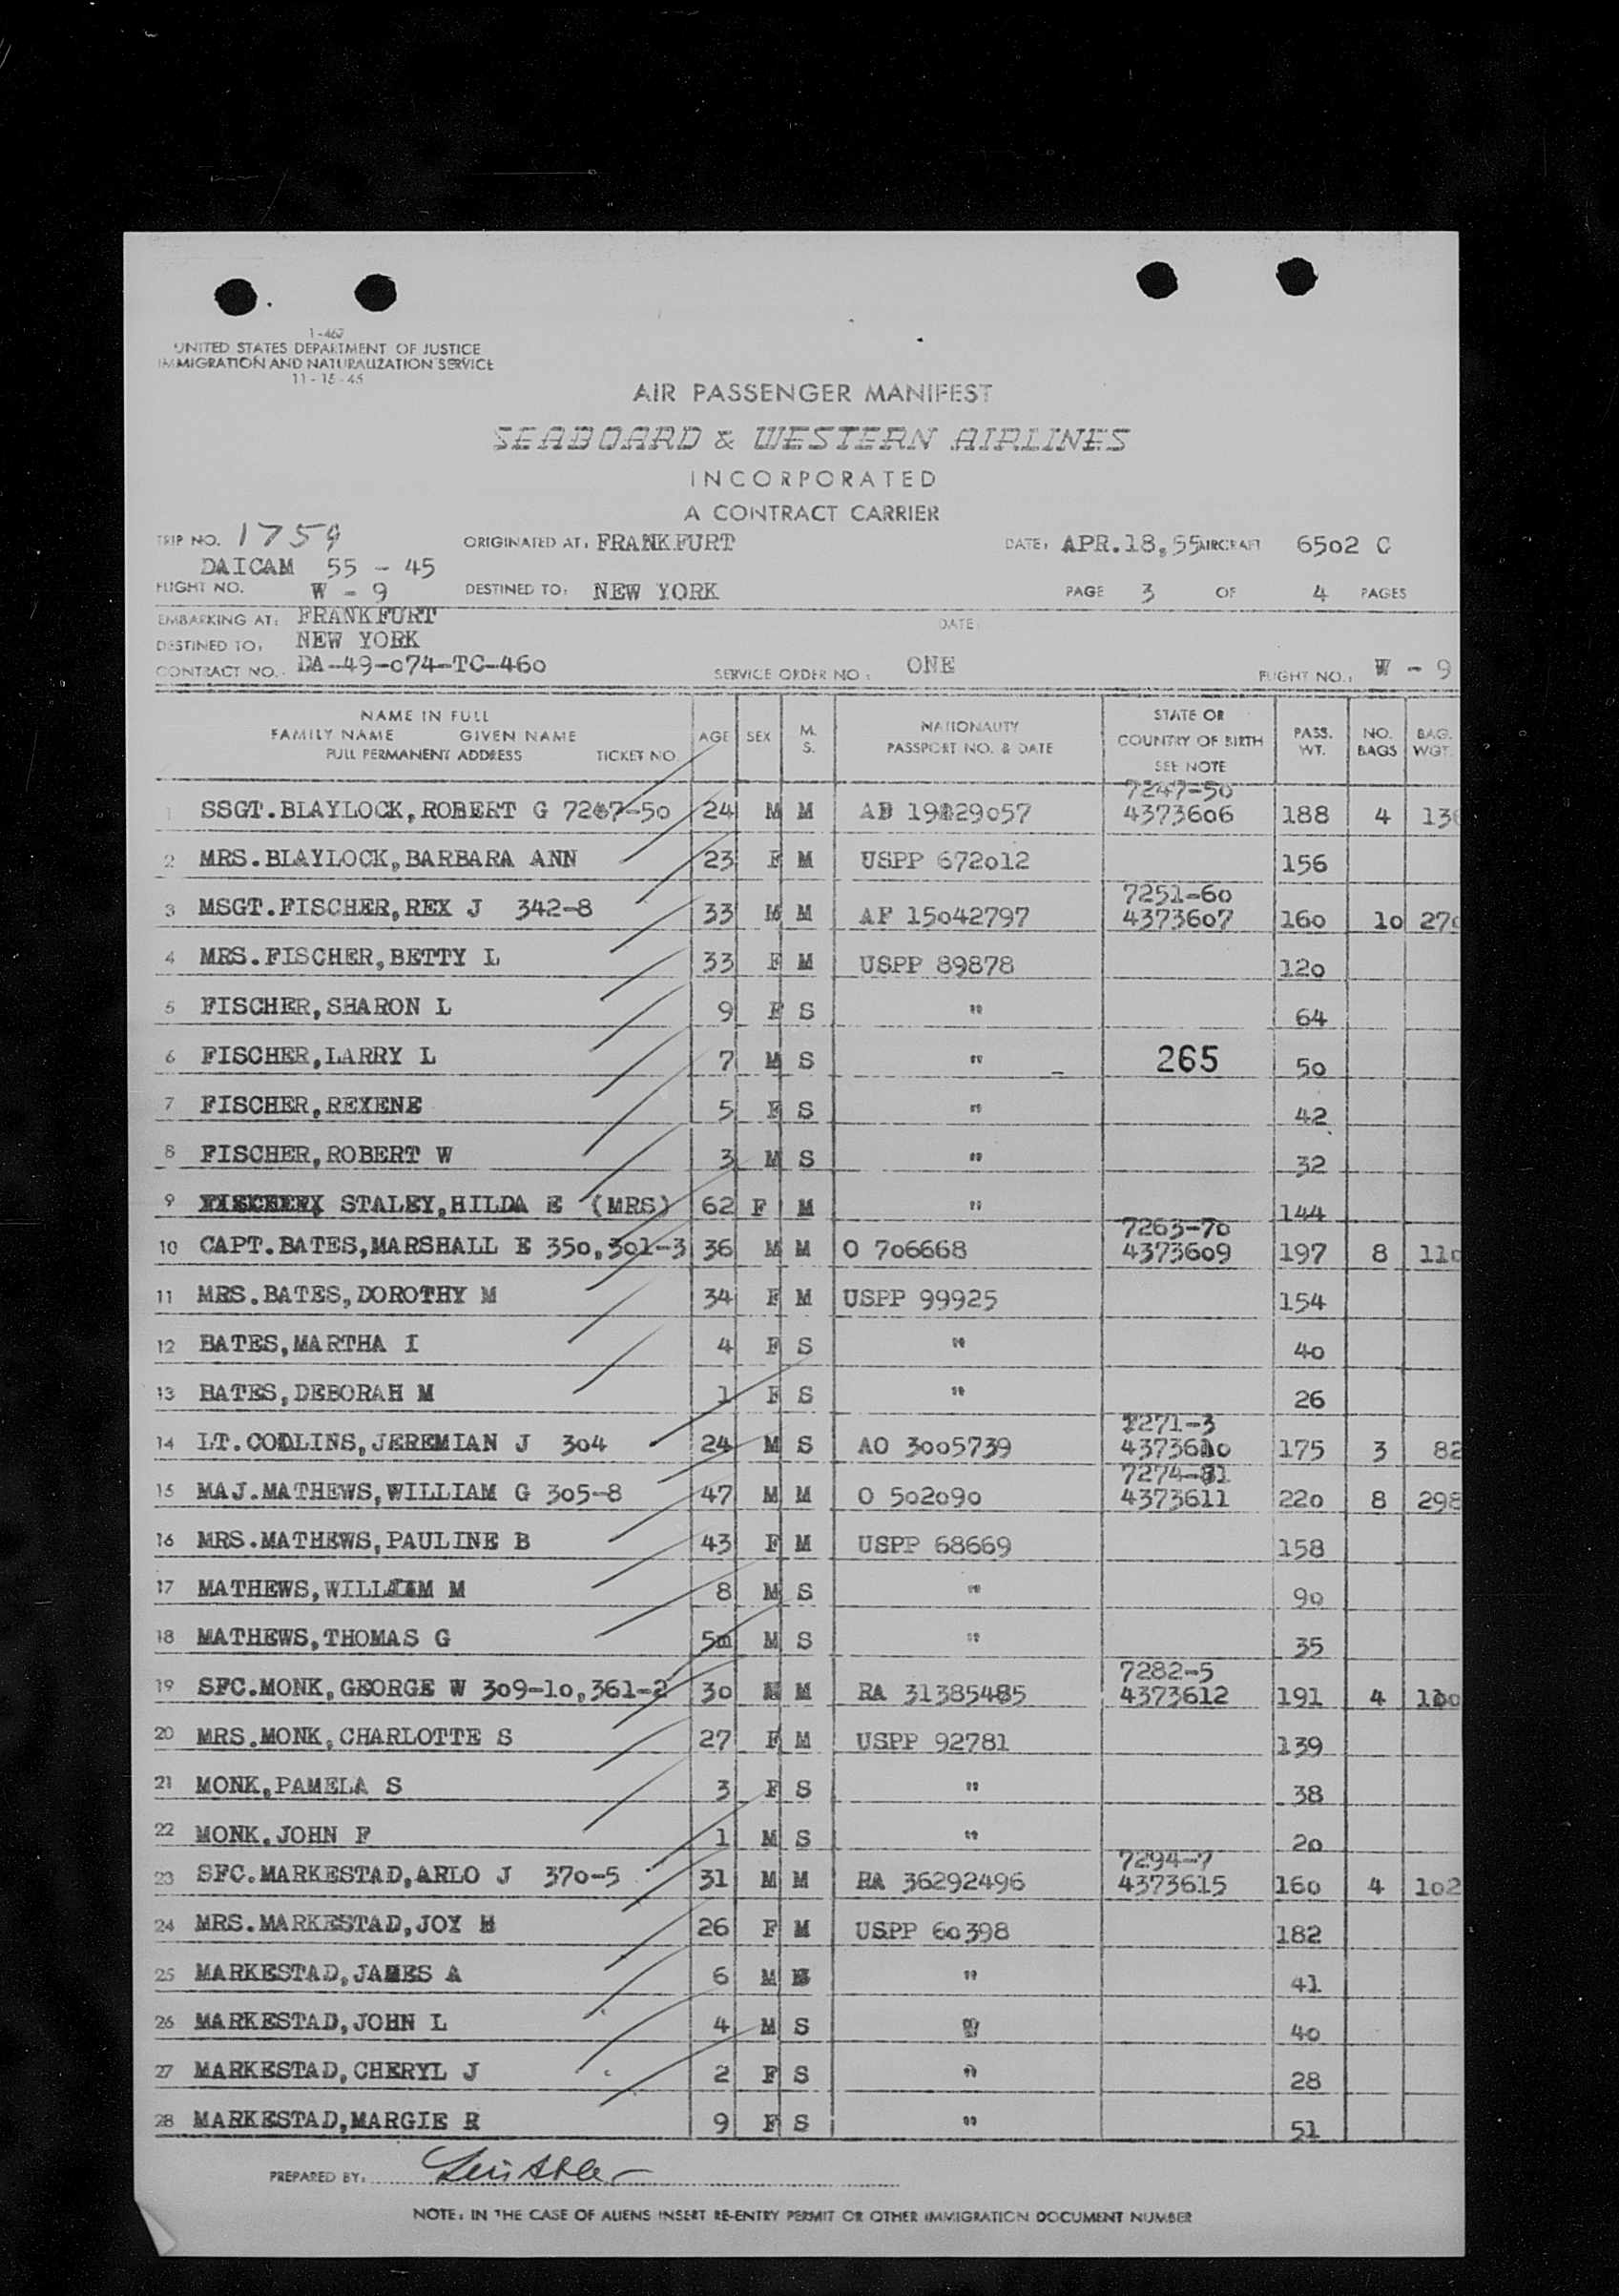 1-467
UNITED STATES DEPARTMENT OF JUSTICE
IMMIGRATION AND NATURALIZATION SERVICE
11-15-45
AIR PASSENGER MANIFEST
SEABOARD & WESTERN AIRLINES
INCORPORATED
A CONTRACT CARRIER
TRIP NO. 1759 ORIGINATED AT: FRANKFURT DATE: APR.18,55 AIRCRAFT 6502 C
DAICAM 55 - 45
FLIGHT NO. W - 9 DESTINED TO: NEW YORK PAGE 3 OF 4 PAGES
EMBARKING AT: FRANKFURT DATE
DESTINED TO: NEW YORK
CONTRACT NO. DA-49-074-TC-460 SERVICE ORDER NO: ONE FLIGHT NO.: W - 9
NAME IN FULL FAMILY NAME GIVEN NAME FULL PERMANENT ADDRESS TICKET NO. AGE SEX M. S. NATIONALITY PASSPORT NO. & DATE STATE OR COUNTRY OF BIRTH SEE NOTE PASS. WT. NO. BAGS BAG. WGT.
7247-50
1 SSGT.BLAYLOCK,ROBERT G 7247-50 24 M M AB 19829057 4373606 188 4
2 MRS.BLAYLOCK,BARBARA ANN 23 F M USPP 672012 156
7251-60
3 MSGT.FISCHER,REX J 342-8 33 M M AF 15042797 4373607 160 10 270
4 MRS.FISCHER,BETTY L 33 F M USPP 89878 120
5 FISCHER,SHARON L 9 F S " 64
6 FISCHER,LARRY L 7 M S " 265 50
7 FISCHER,REXENE 5 F S " 42
8 FISCHER,ROBERT W 3 M S " 32
9 STALEY,HILDA E (MRS) 62 F M " 144
7263-70
10 CAPT.BATES,MARSHALL E 350,301-3 36 M M O 706668 4373609 197 8 110
11 MRS.BATES,DOROTHY M 34 F M USPP 99925 154
12 BATES,MARTHA I 4 F S " 40
13 BATES,DEBORAH M 1 F S " 26
7271-3
14 LT.CODLINS,JEREMIAN J 304 24 M S AO 3005739 4373610 175 3 82
7274-81
15 MAJ.MATHEWS,WILLIAM G 305-8 47 M M O 502090 4373611 220 8 298
16 MRS.MATHEWS,PAULINE B 43 F M USPP 68669 158
17 MATHEWS,WILLIAM M 8 M S " 90
18 MATHEWS,THOMAS G 5m M S " 35
7282-5
19 SFC.MONK,GEORGE W 309-10,361-2 30 M M RA 31385485 4373612 191 4 100
20 MRS.MONK,CHARLOTTE S 27 F M USPP 92781 139
21 MONK,PAMELA S 3 F S " 38
22 MONK,JOHN F 1 M S " 20
7294-7
23 SFC.MARKESTAD,ARLO J 370-5 31 M M RA 36292496 4373615 160 4 102
24 MRS.MARKESTAD,JOY H 26 F M USPP 60398 182
25 MARKESTAD,JAMES A 6 M " 41
26 MARKESTAD,JOHN L 4 M S " 40
27 MARKESTAD,CHERYL J 2 F S " 28
28 MARKESTAD,MARGIE R 9 F S " 51
PREPARED BY:
NOTE: IN THE CASE OF ALIENS INSERT RE-ENTRY PERMIT OR OTHER IMMIGRATION DOCUMENT NUMBER